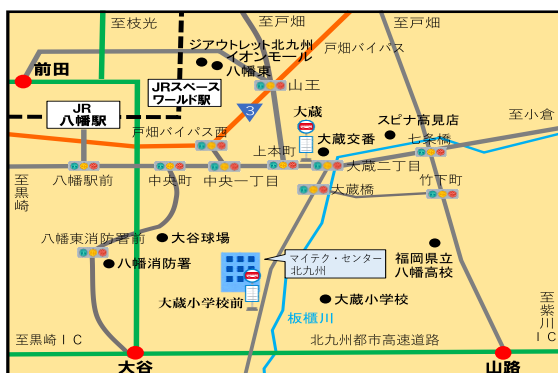 至枝光
至戸畑
至戸畑
ジアウトレット北九州
イオンモール
八幡東
戸畑バイパス
前田
JRスペース
ワールド駅
山王
JR
八幡駅
3
大蔵
スピナ高見店
至小倉
戸畑バイパス西
大蔵交番
七条橋
上本町
大蔵二丁目
至黒崎
八幡駅前
中央町
中央一丁目
大蔵橋
竹下町
八幡東消防署前
大谷球場
八幡消防署
マイテク・センター
北九州
福岡県立
八幡高校
大蔵小学校前
大蔵小学校
板櫃川
至紫川IC
至黒崎IC
北九州都市高速道路
大谷
山路